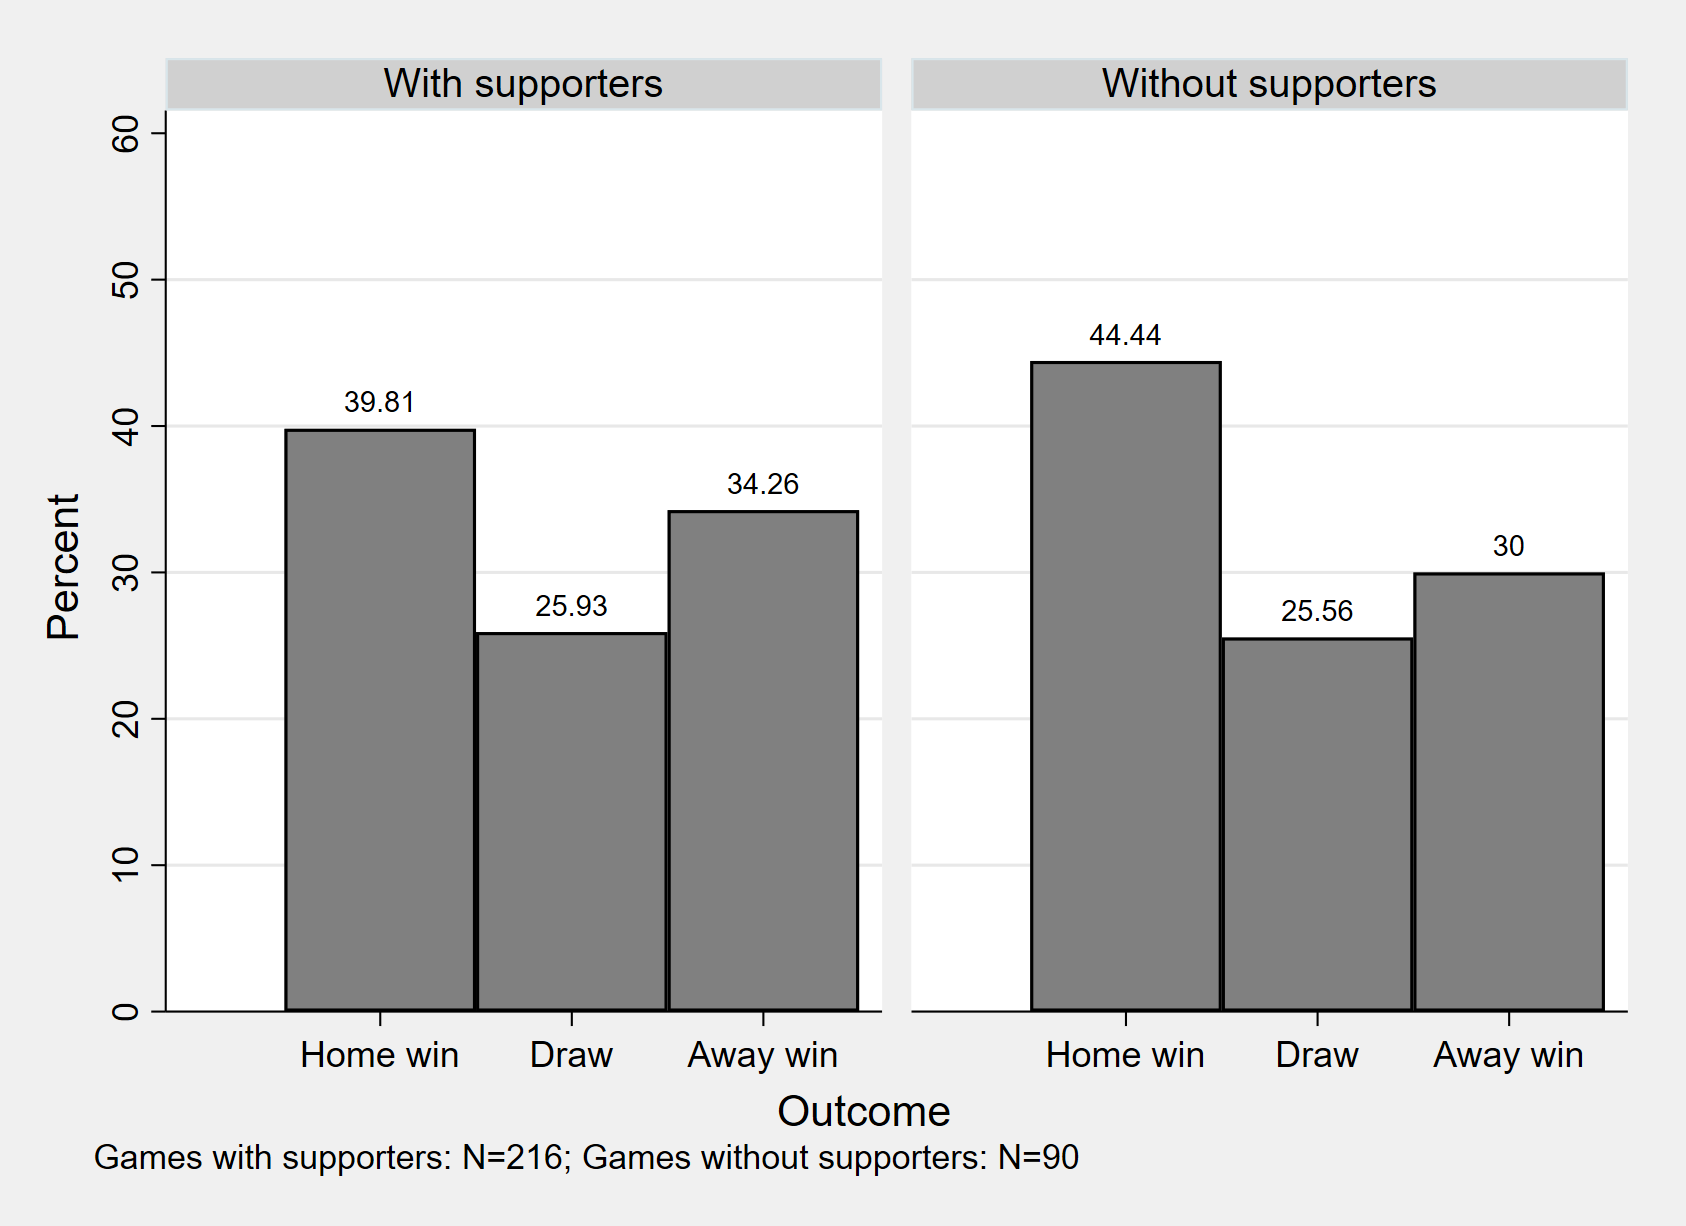 With supporters
Without supporters
Percent
60
50
40
30
20
10
0
39.81
25.93
34.26
44.44
25.56
30
Home win Draw Away win
Home win Draw Away win
Outcome
Games with supporters: N=216; Games without supporters: N=90